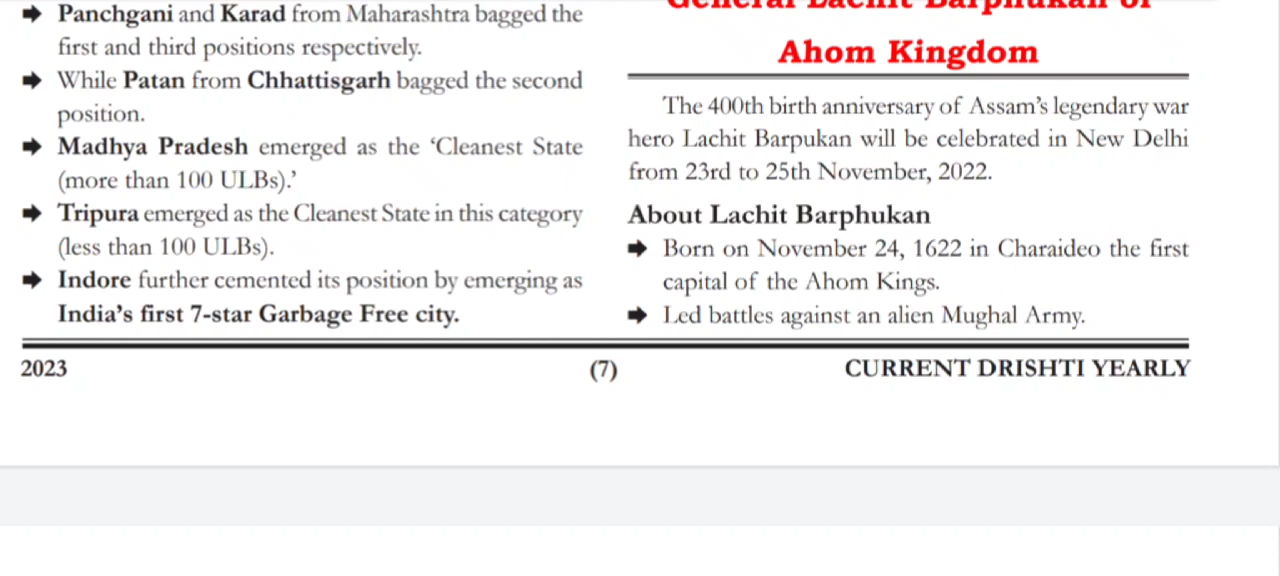 ➔ Panchgani and Karad from Maharashtra bagged the
first and third positions respectively.
➔ While Patan from Chhattisgarh bagged the second
position.
➔ Madhya Pradesh emerged as the ‘Cleanest State
(more than 100 ULBs).’
➔ Tripura emerged as the Cleanest State in this category
(less than 100 ULBs).
➔ Indore further cemented its position by emerging as
India’s first 7-star Garbage Free city.
General Lachit Barphukan of
Ahom Kingdom
The 400th birth anniversary of Assam’s legendary war
hero Lachit Barpukan will be celebrated in New Delhi
from 23rd to 25th November, 2022.
About Lachit Barphukan
➔ Born on November 24, 1622 in Charaideo the first
capital of the Ahom Kings.
➔ Led battles against an alien Mughal Army.
2023 (7) CURRENT DRISHTI YEARLY